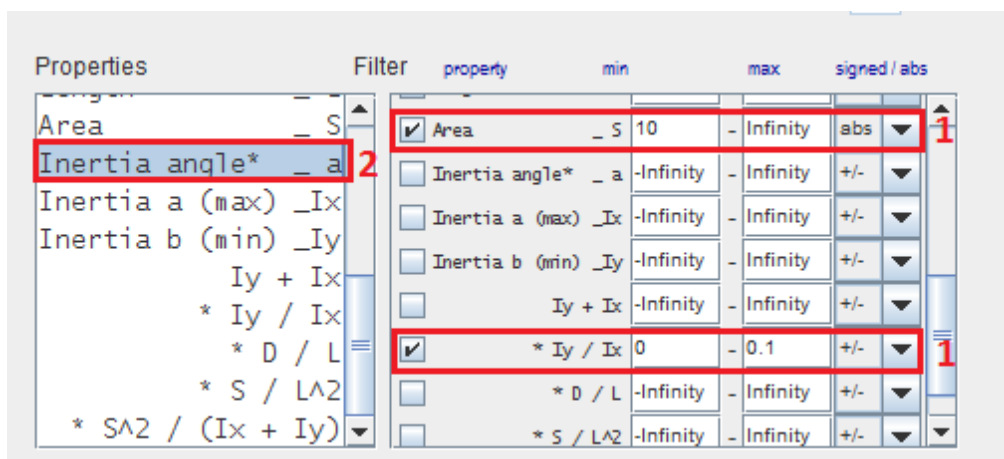 Properties
Filter property min max signed / abs
Area _ S
Inertia angle* _ a 2
Inertia a (max) _Ix
Inertia b (min) _Iy
Iy + Ix
* Iy / Ix
* D / L
* S / L^2
* S^2 / (Ix + Iy)
Area _ S 10 - Infinity abs 1
Inertia angle* _ a -Infinity - Infinity +/-
Inertia a (max) _Ix -Infinity - Infinity +/-
Inertia b (min) _Iy -Infinity - Infinity +/-
Iy + Ix -Infinity - Infinity +/-
* Iy / Ix 0 - 0.1 +/- 1
* D / L -Infinity - Infinity +/-
* S / L^2 -Infinity - Infinity +/-